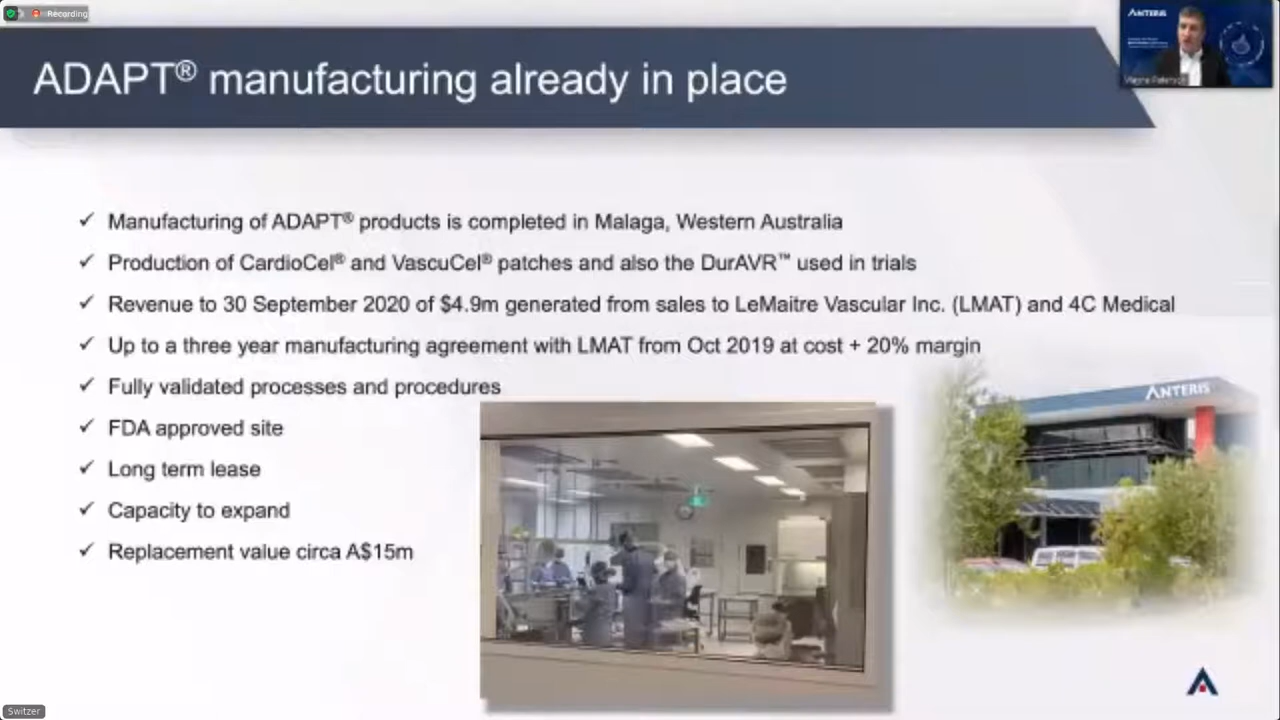 Recording
ANTERIS
Wayne Paterson
ADAPT® manufacturing already in place
✓ Manufacturing of ADAPT® products is completed in Malaga, Western Australia
✓ Production of CardioCel® and VascuCel® patches and also the DurAVR™ used in trials
✓ Revenue to 30 September 2020 of $4.9m generated from sales to LeMaitre Vascular Inc. (LMAT) and 4C Medical
✓ Up to a three year manufacturing agreement with LMAT from Oct 2019 at cost + 20% margin
✓ Fully validated processes and procedures
✓ FDA approved site
✓ Long term lease
✓ Capacity to expand
✓ Replacement value circa A$15m
ANTERIS
Switzer